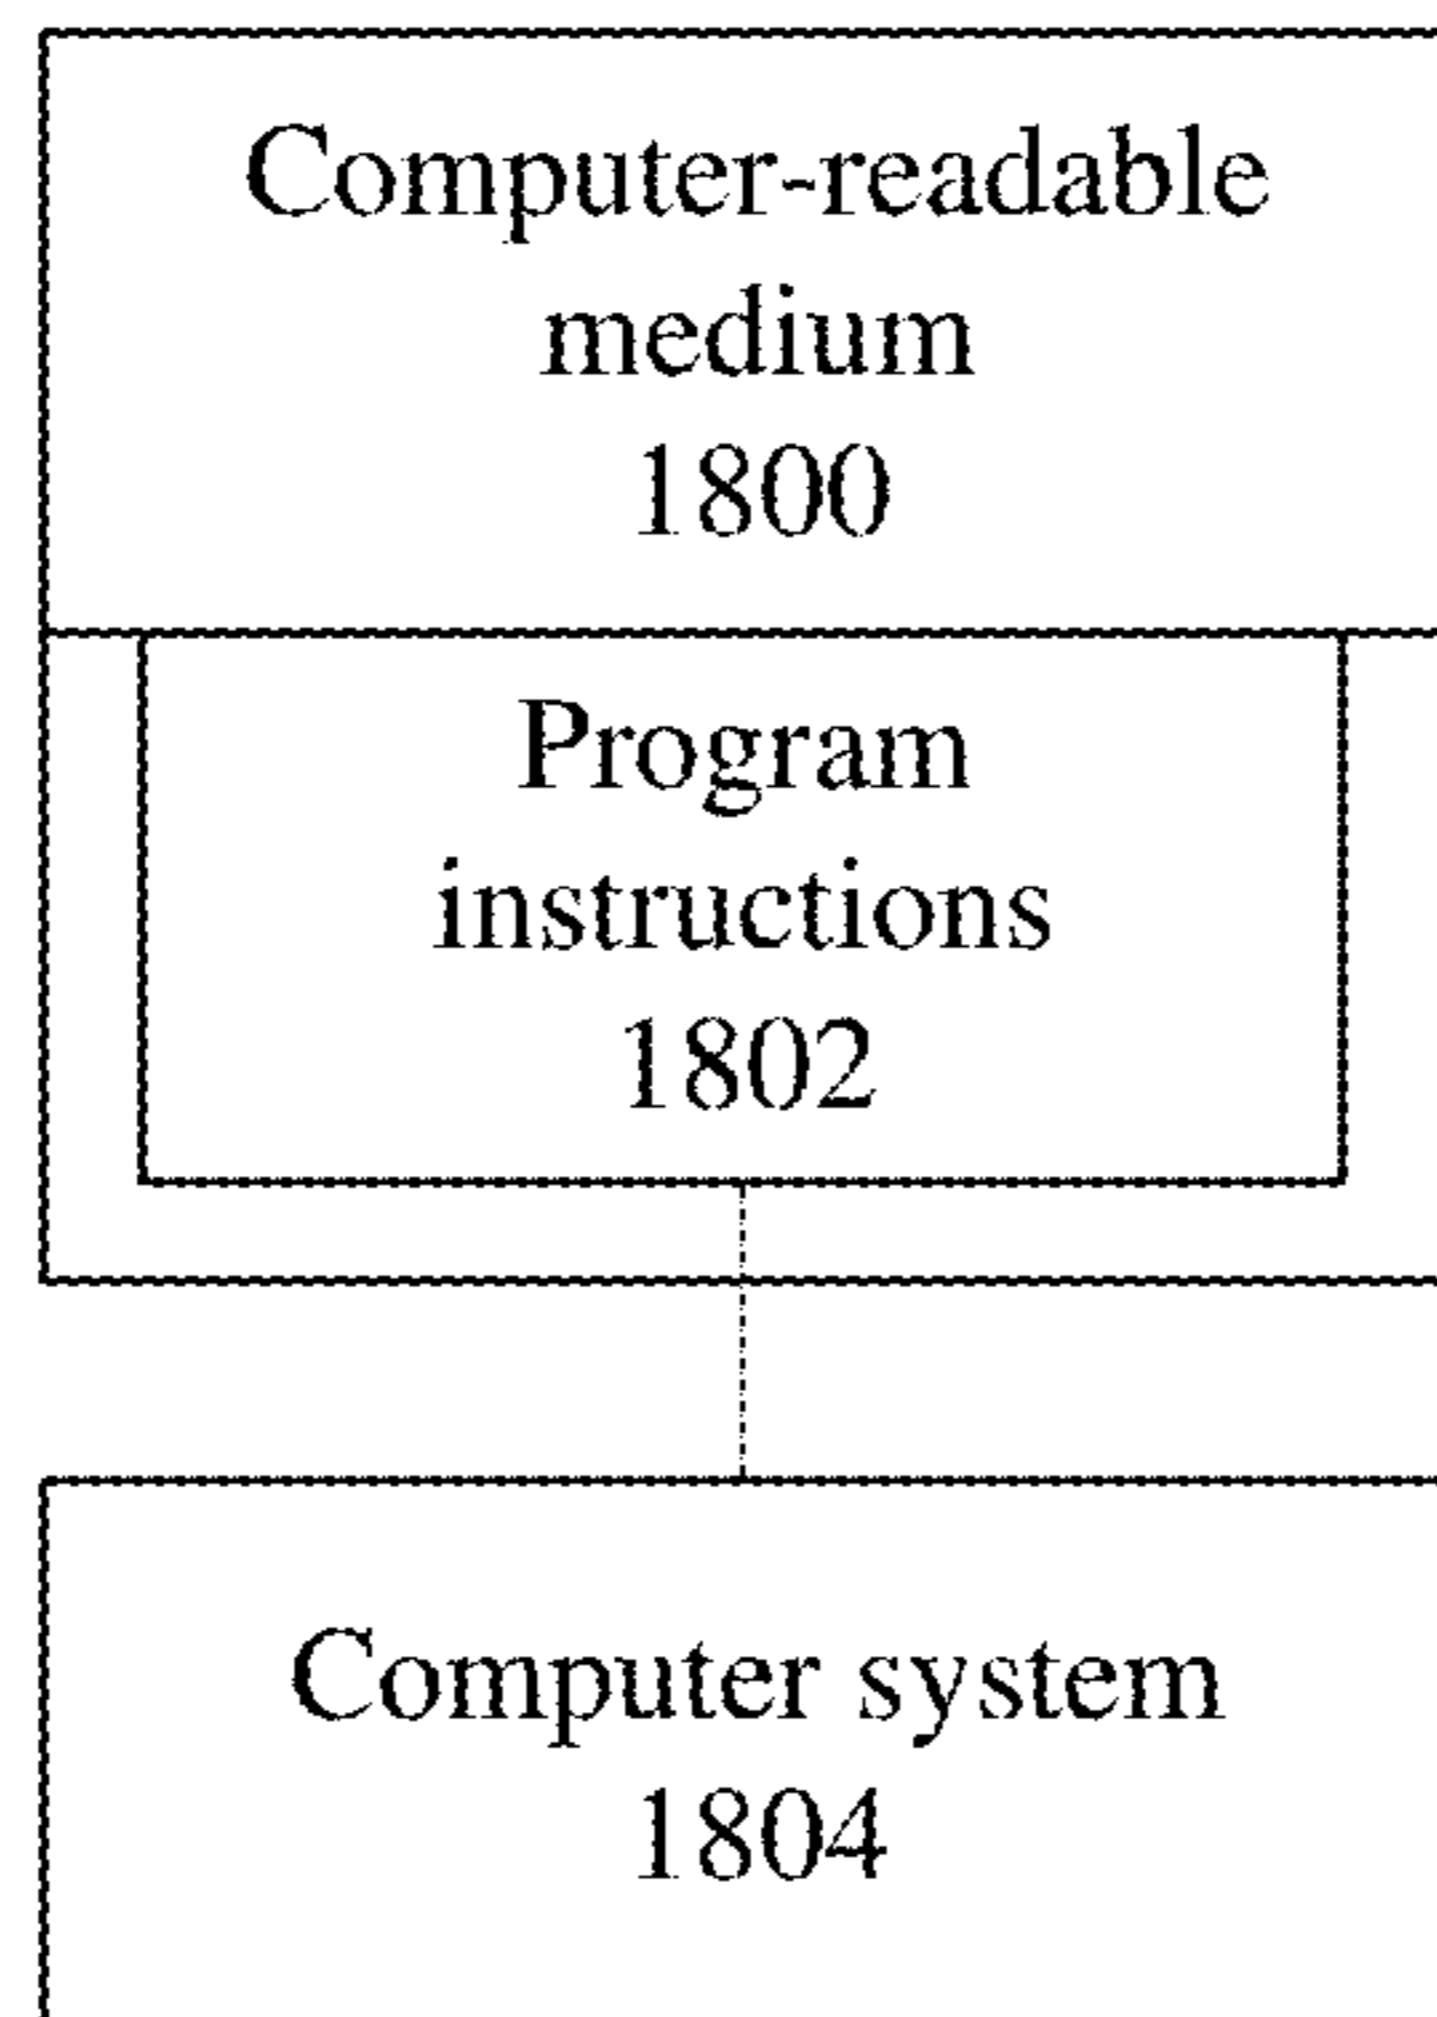 Computer-readable
medium
1800
Program
instructions
1802
Computer system
1804